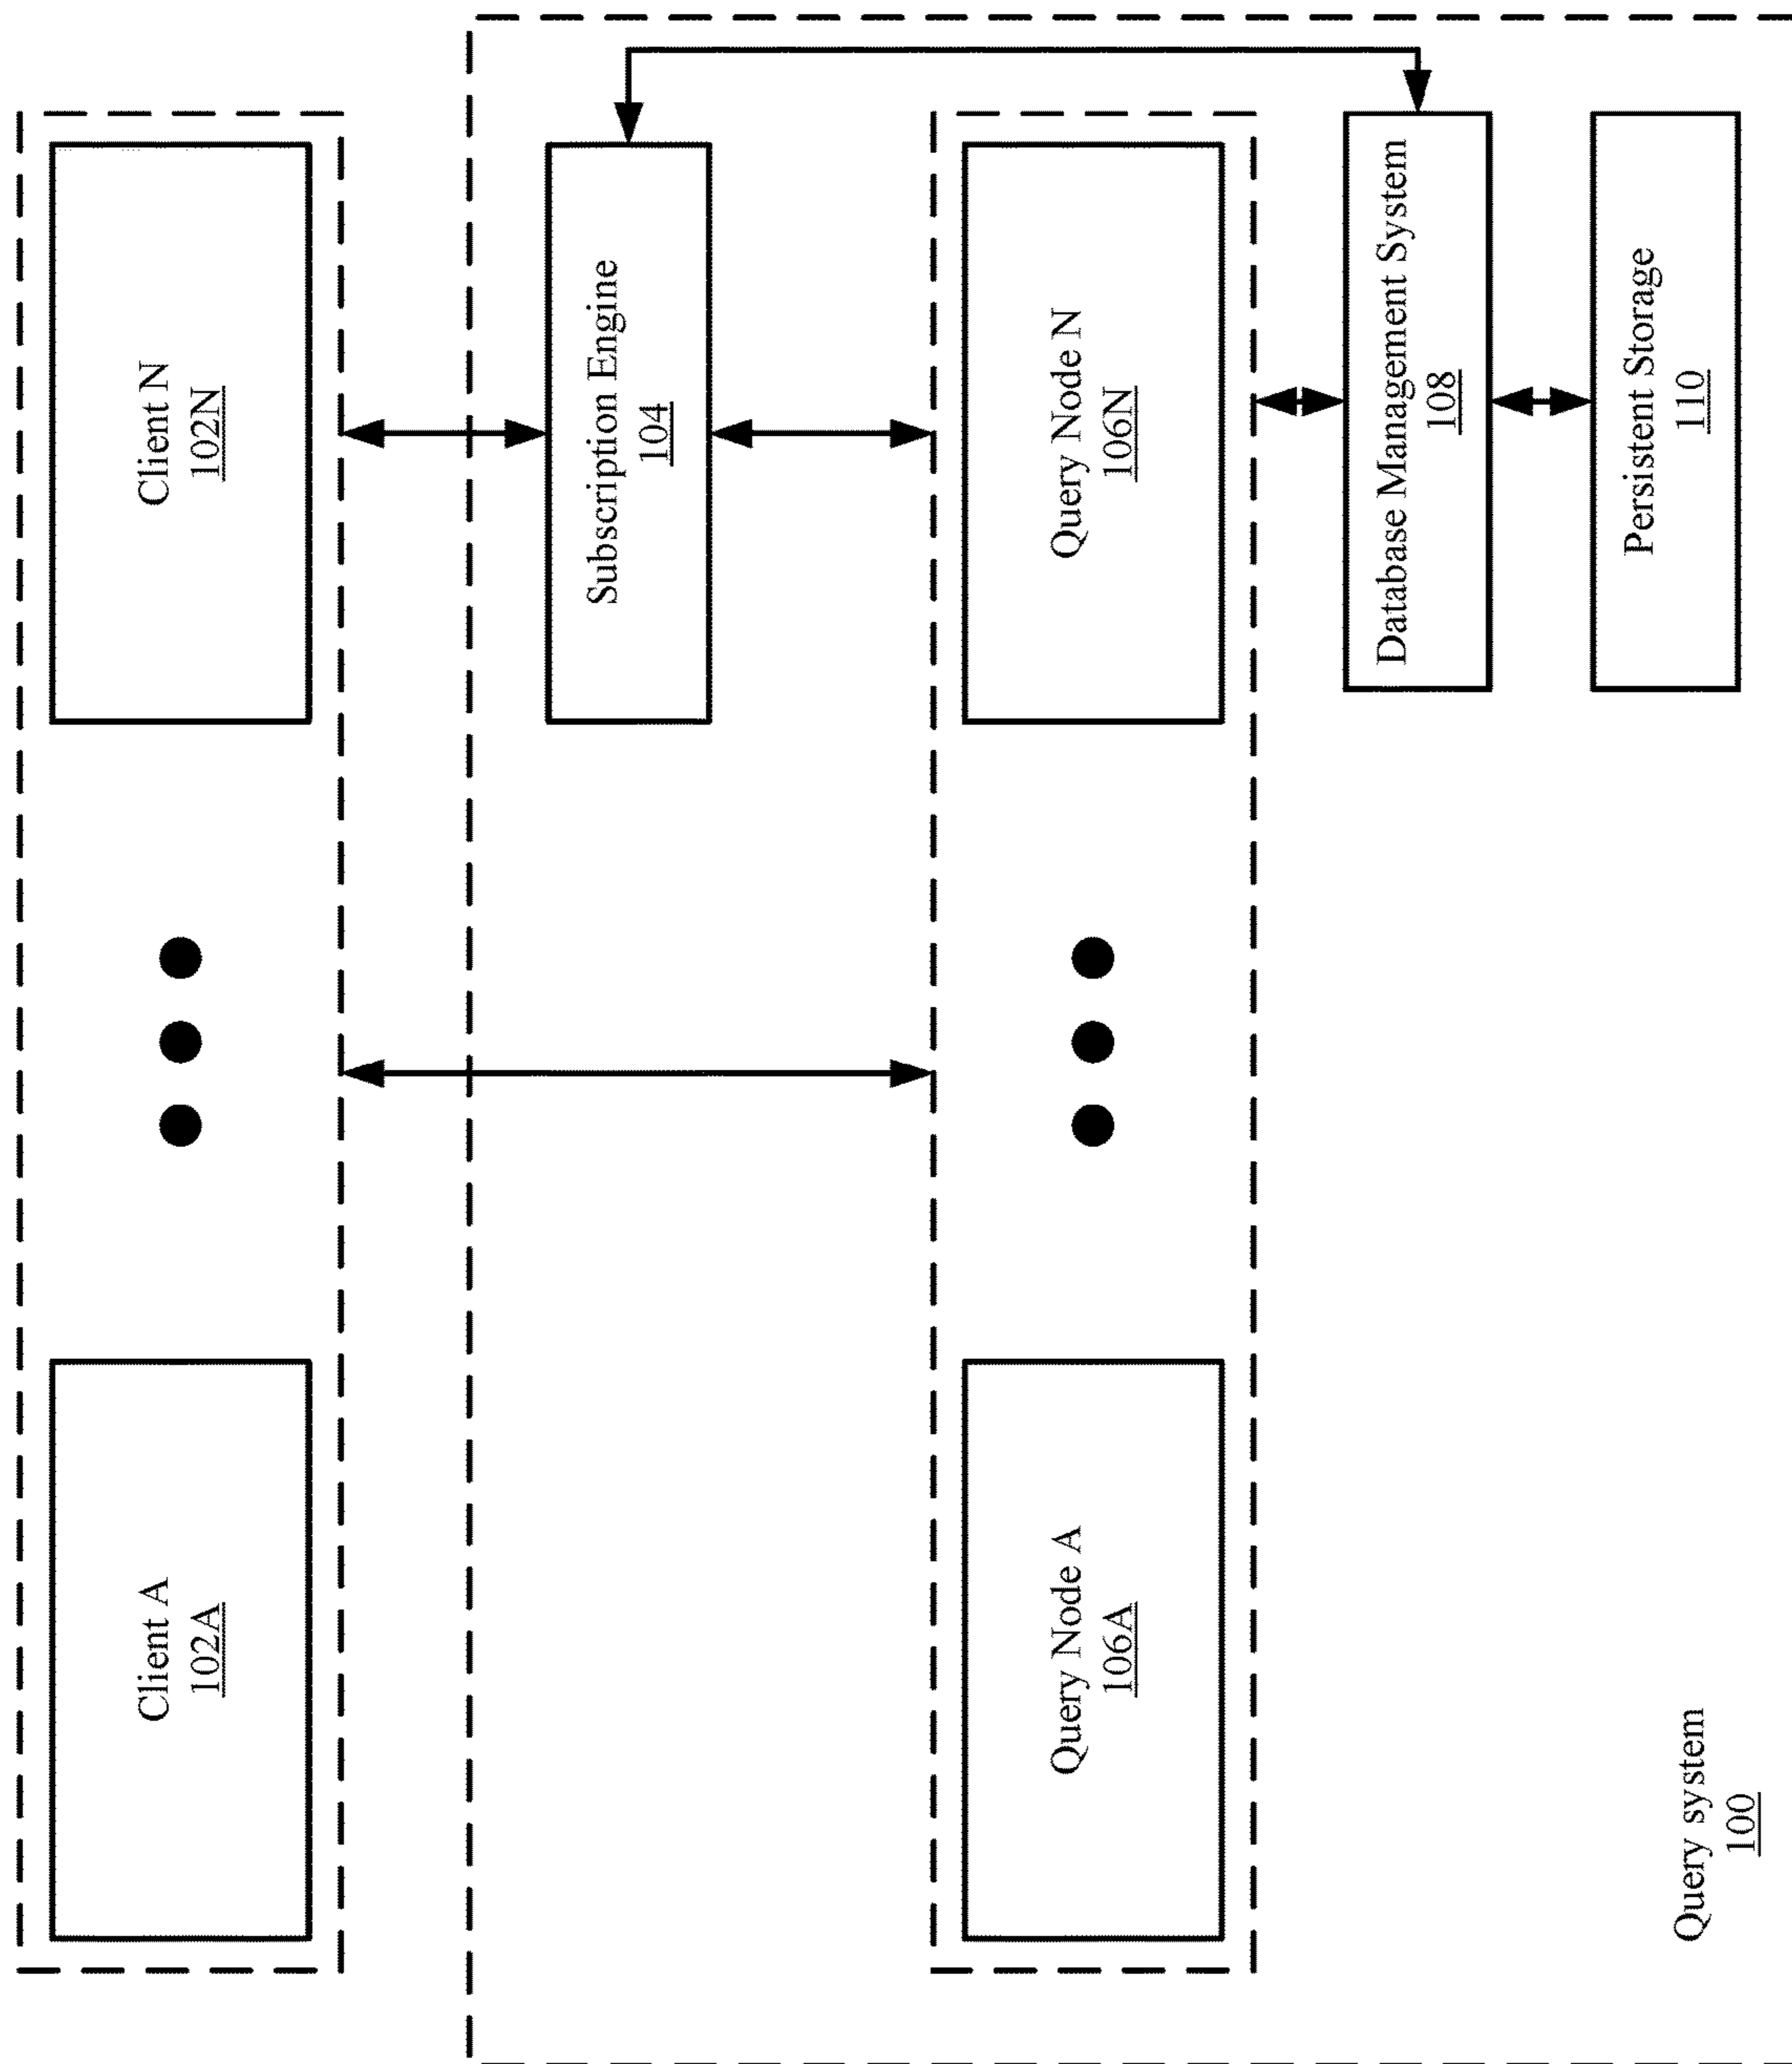 Client A
102A
Client N
102N
Subscription Engine
104
Query Node A
106A
Query Node N
106N
Database Management System
108
Persistent Storage
110
Query system
100